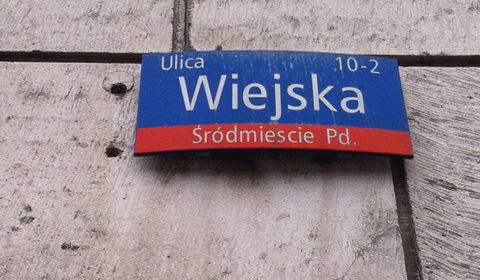 Ulica 10-2
Wiejska
Śródmiescie Pd.